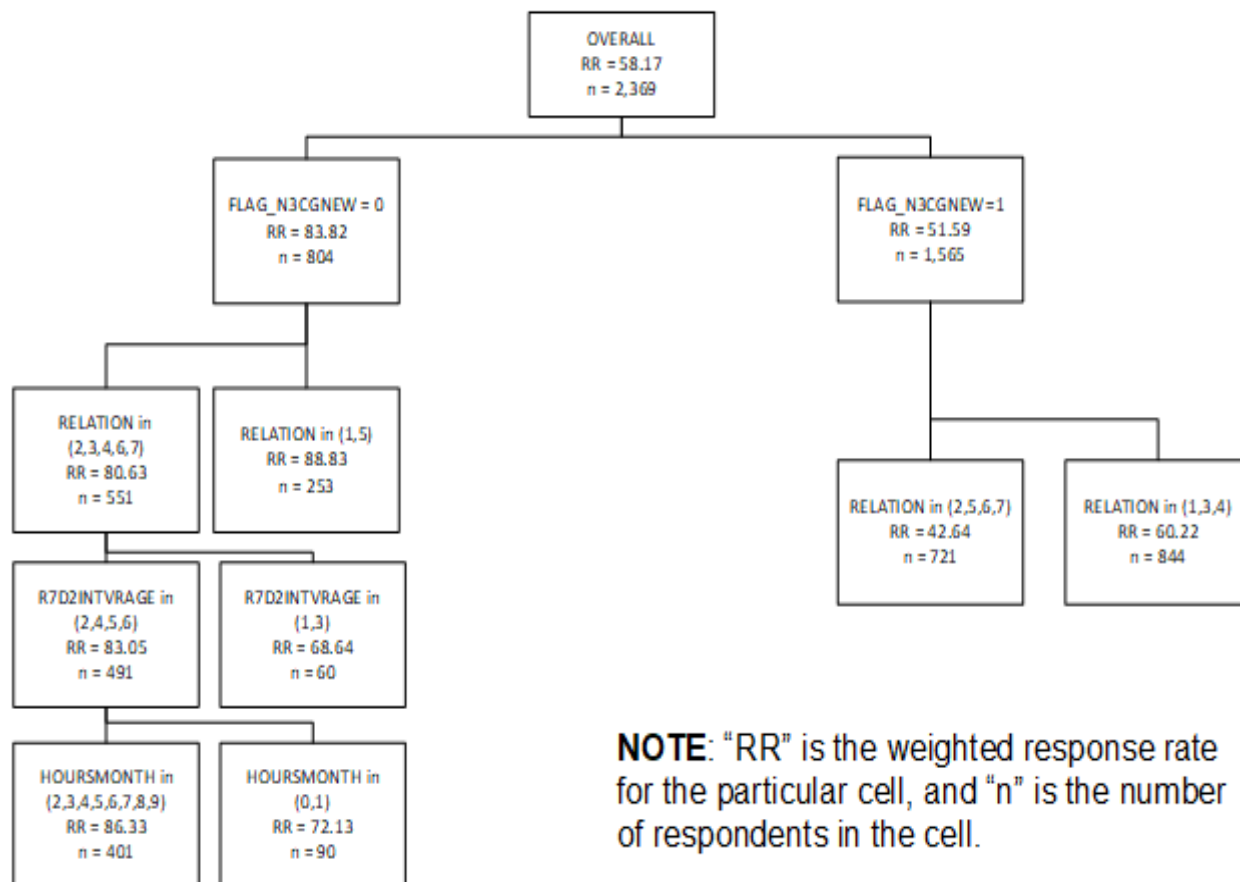 OVERALL
RR = 58.17
n = 2,369
FLAG_N3CGNEW = 0
RR = 83.82
n = 804
FLAG_N3CGNEW=1
RR = 51.59
n = 1,565
RELATION in
(2,3,4,6,7)
RR = 80.63
n = 551
RELATION in (1,5)
RR = 88.83
n = 253
RELATION in (2,5,6,7)
RR = 42.64
n = 721
RELATION in (1,3,4)
RR = 60.22
n = 844
R7D2INTVRAGE in
(2,4,5,6)
RR = 83.05
n = 491
R7D2INTVRAGE in
(1,3)
RR = 68.64
n = 60
HOURSMONTH in
(2,3,4,5,6,7,8,9)
RR = 86.33
n = 401
HOURSMONTH in
(0,1)
RR = 72.13
n = 90
NOTE: “RR” is the weighted response rate
for the particular cell, and “n” is the number
of respondents in the cell.